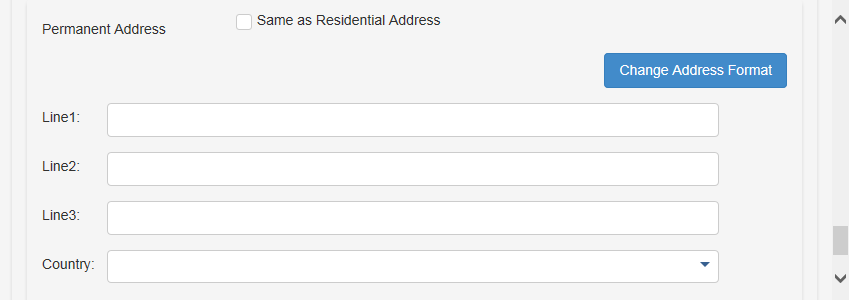 Permanent Address
Same as Residential Address
Change Address Format
Line1:
Line2:
Line3:
Country: